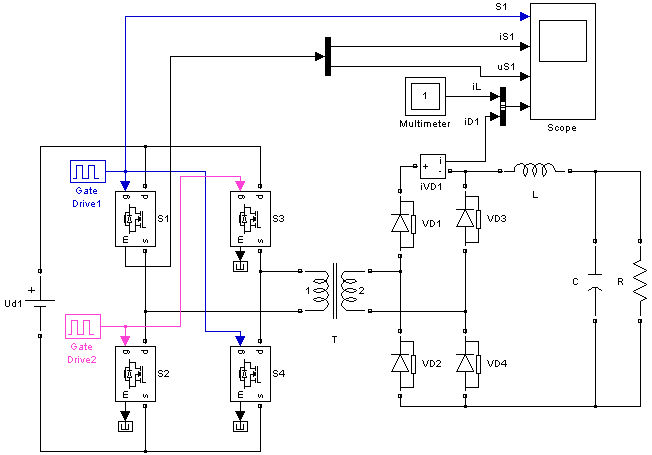 S1
iS1
uS1
iL
1
Multimeter
iD1
Scope
Gate
Drive1
+
i
-
iVD1
L
g
D
S1
m
s
g
D
S3
m
s
VD1
VD3
1
2
T
C
R
+
Ud1
Gate
Drive2
g
D
S2
m
s
g
D
S4
m
s
VD2
VD4